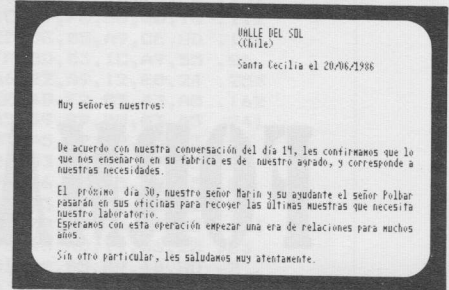 VALLE DEL SOL
(Chile)
Santa Cecilia el 20/06/1986
Muy señores nuestros:
De acuerdo con nuestra conversación del día 14, les confirmamos que lo
que nos enseñaron en su fabrica es de nuestro agrado, y corresponde a
nuestras necesidades.
El próximo día 30, nuestro señor Marin y su ayudante el señor Polbar
pasarán en sus oficinas para recoger las últimas muestras que necesita
nuestro laboratorio.
Esperamos con esta operación empezar una era de relaciones para muchos
años.
Sin otro particular, les saludamos muy atentamente.